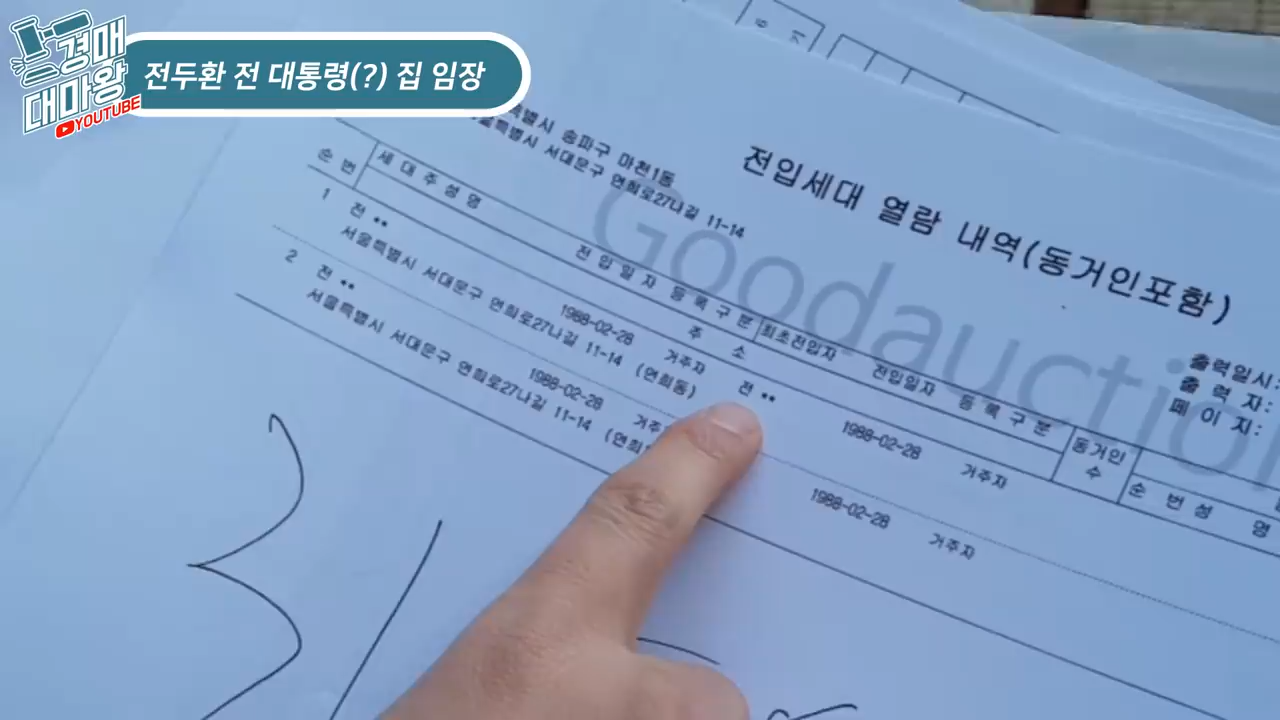 경매
대마왕
YOUTUBE
전두환 전 대통령(?) 집 임장
전입세대 열람 내역(동거인포함)
특별시 송파구 마천1동
서울특별시 서대문구 연희로27나길 11-14
출력일시:
출 력 자:
페 이 지:
순 번
세 대 주 성 명
전 입 일 자 등 록 구 분
최초전입자
전입일자 등 록 구 분
동거인 수
순 번 성 명
주 소
1 전 ** 1988-02-28 거주자 전 ** 1988-02-28 거주자
서울특별시 서대문구 연희로27나길 11-14 (연희동)
2 전 ** 1988-02-28 거주 1988-02-28 거주자
서울특별시 서대문구 연희로27나길 11-14 (연희
Goodauction